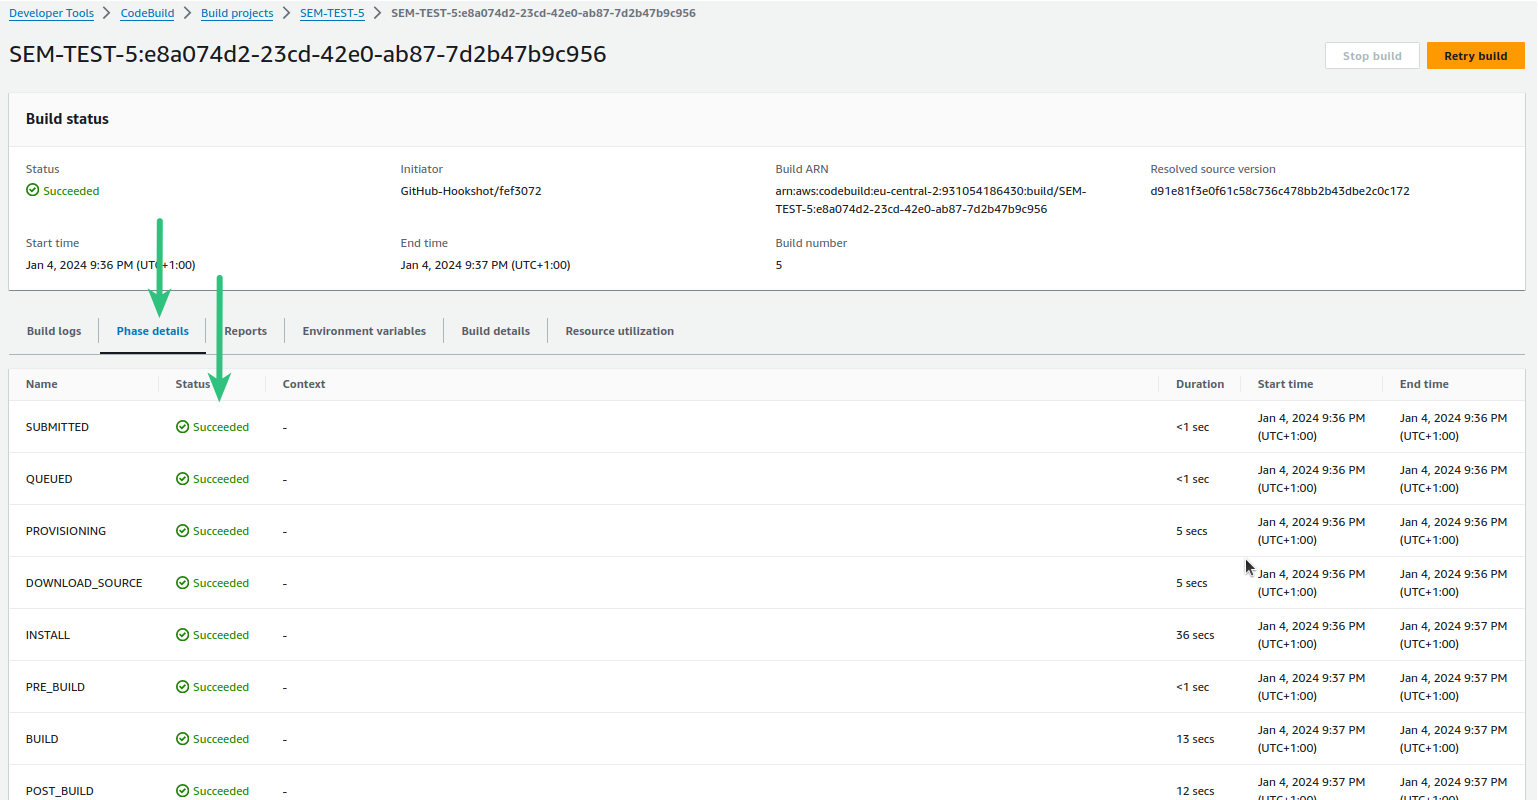 Developer Tools > CodeBuild > Build projects > SEM-TEST-5 > SEM-TEST-5:e8a074d2-23cd-42e0-ab87-7d2b47b9c956
SEM-TEST-5:e8a074d2-23cd-42e0-ab87-7d2b47b9c956
Stop build Retry build
Build status
Status Initiator Build ARN Resolved source version
Succeeded GitHub-Hookshot/fef3072 arn:aws:codebuild:eu-central-2:931054186430:build/SEM- d91e81f3e0f61c58c736c478bb2b43dbe2c0c172
TEST-5:e8a074d2-23cd-42e0-ab87-7d2b47b9c956
Start time End time Build number
Jan 4, 2024 9:36 PM (UTC+1:00) Jan 4, 2024 9:37 PM (UTC+1:00) 5
Build logs Phase details Reports Environment variables Build details Resource utilization
Name Status Context Duration Start time End time
SUBMITTED Succeeded - <1 sec Jan 4, 2024 9:36 PM Jan 4, 2024 9:36 PM
(UTC+1:00) (UTC+1:00)
QUEUED Succeeded - <1 sec Jan 4, 2024 9:36 PM Jan 4, 2024 9:36 PM
(UTC+1:00) (UTC+1:00)
PROVISIONING Succeeded - 5 secs Jan 4, 2024 9:36 PM Jan 4, 2024 9:36 PM
(UTC+1:00) (UTC+1:00)
DOWNLOAD_SOURCE Succeeded - 5 secs Jan 4, 2024 9:36 PM Jan 4, 2024 9:36 PM
(UTC+1:00) (UTC+1:00)
INSTALL Succeeded - 36 secs Jan 4, 2024 9:36 PM Jan 4, 2024 9:37 PM
(UTC+1:00) (UTC+1:00)
PRE_BUILD Succeeded - <1 sec Jan 4, 2024 9:37 PM Jan 4, 2024 9:37 PM
(UTC+1:00) (UTC+1:00)
BUILD Succeeded - 13 secs Jan 4, 2024 9:37 PM Jan 4, 2024 9:37 PM
(UTC+1:00) (UTC+1:00)
POST_BUILD Succeeded - 12 secs Jan 4, 2024 9:37 PM Jan 4, 2024 9:37 PM
(UTC+1:00) (UTC+1:00)